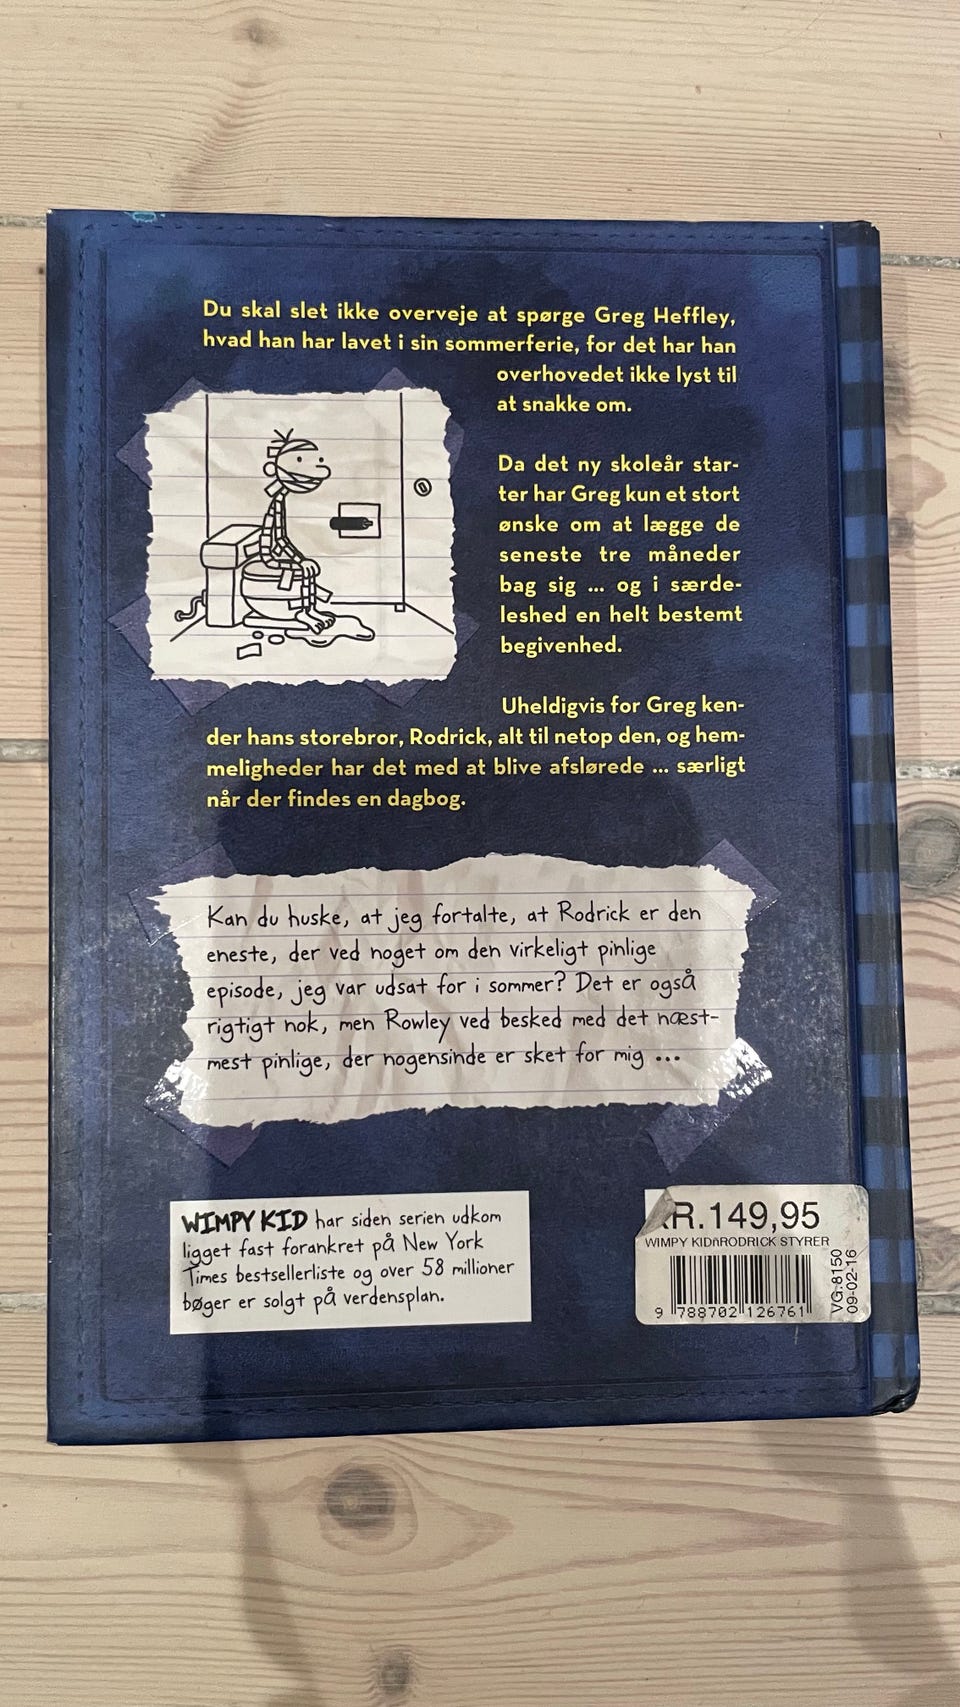 Du skal slet ikke overveje at spørge Greg Heffley,
hvad han har lavet i sin sommerferie, for det har han
overhovedet ikke lyst til
at snakke om.
Da det ny skoleår star-
ter har Greg kun et stort
ønske om at lægge de
seneste tre måneder
bag sig ... og i særde-
leshed en helt bestemt
begivenhed.
Uheldigvis for Greg ken-
der hans storebror, Rodrick, alt til netop den, og hem-
meligheder har det med at blive afslørede ... særligt
når der findes en dagbog.
Kan du huske, at jeg fortalte, at Rodrick er den
eneste, der ved noget om den virkeligt pinlige
episode, jeg var udsat for i sommer? Det er også
rigtigt nok, men Rowley ved besked med det næst-
mest pinlige, der nogensinde er sket for mig ...
WIMPY KID har siden serien udkom
ligget fast forankret på New York
Times bestsellerliste og over 58 millioner
bøger er solgt på verdensplan.
KR.149,95
WIMPY KIDñRODRICK STYRER
9 788702 126761
VG:8150
09-02-16